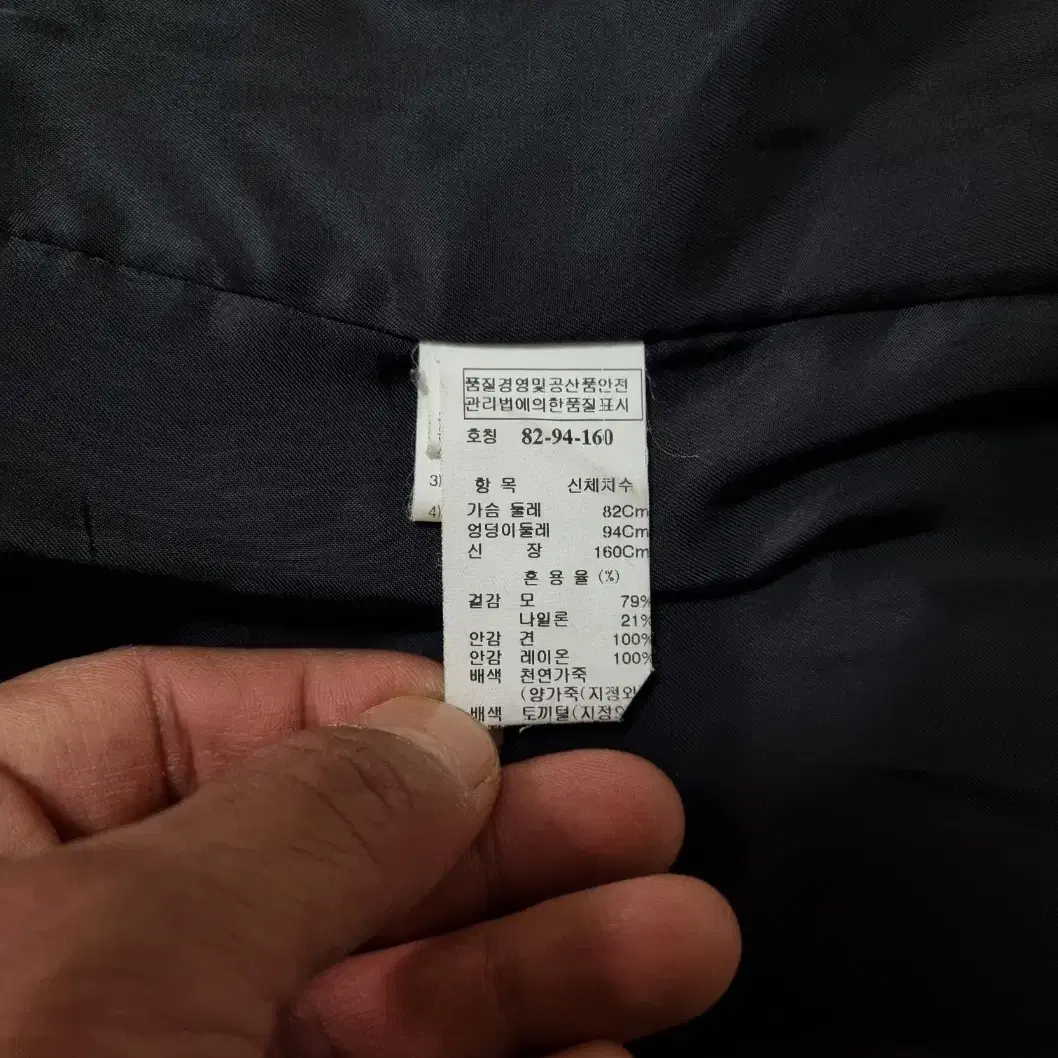 품질경영및공산품안전
관리법에의한품질표시
호칭 82-94-160
항 목 신체치수
가슴 둘레 82Cm
엉덩이둘레 94Cm
신 장 160Cm
혼 용 율 (%)
겉감 모 79%
나일론 21%
안감 견 100%
안감 레이온 100%
배색 천연가죽
(양가죽(지정외
배색 토끼털(지정외
3)
4)